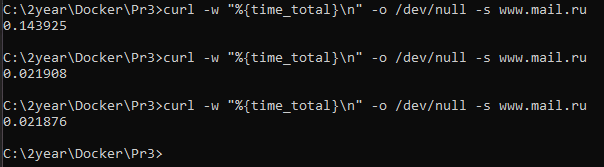 C:\2year\Docker\Pr3>curl -w "%{time_total}\n" -o /dev/null -s www.mail.ru
0.143925
C:\2year\Docker\Pr3>curl -w "%{time_total}\n" -o /dev/null -s www.mail.ru
0.021908
C:\2year\Docker\Pr3>curl -w "%{time_total}\n" -o /dev/null -s www.mail.ru
0.021876
C:\2year\Docker\Pr3>